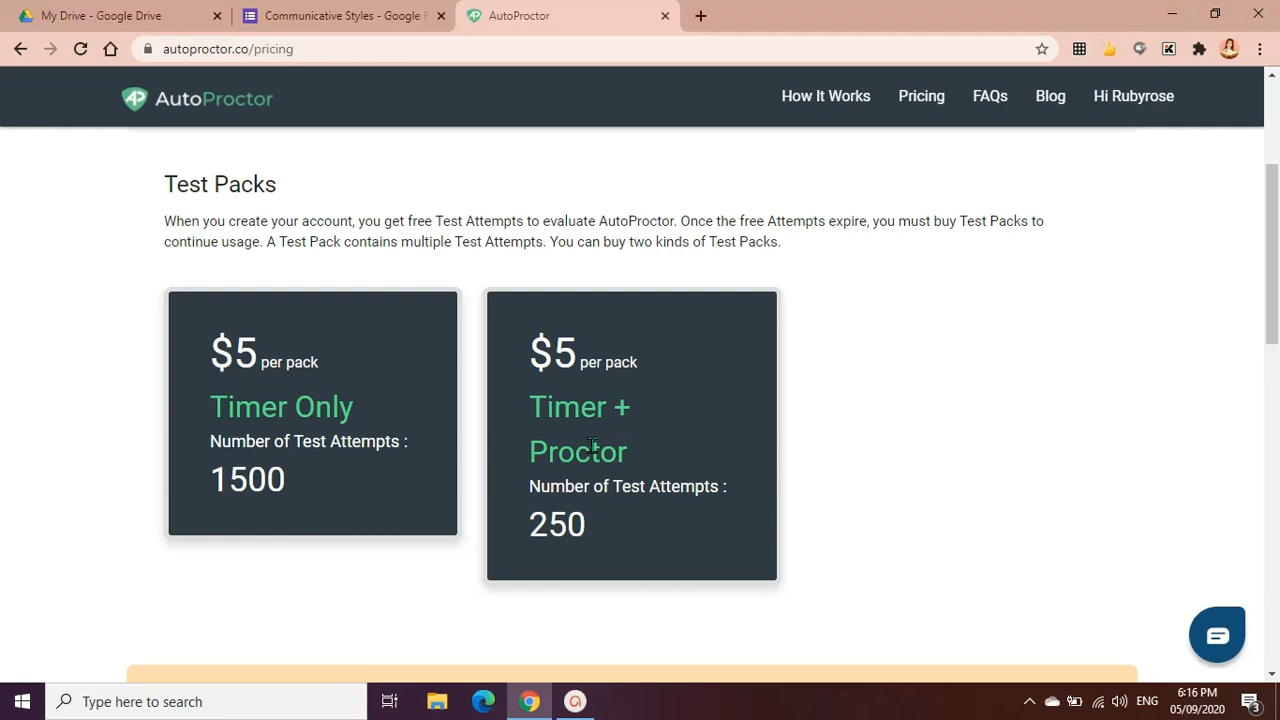 My Drive - Google Drive
Communicative Styles - Google F
AutoProctor
autoproctor.co/pricing
AutoProctor
How It Works
Pricing
FAQs
Blog
Hi Rubyrose
Test Packs
When you create your account, you get free Test Attempts to evaluate AutoProctor. Once the free Attempts expire, you must buy Test Packs to
continue usage. A Test Pack contains multiple Test Attempts. You can buy two kinds of Test Packs.
$5 per pack
Timer Only
Number of Test Attempts :
1500
$5 per pack
Timer +
Proctor
Number of Test Attempts :
250
Type here to search
ENG
6:16 PM
05/09/2020
3